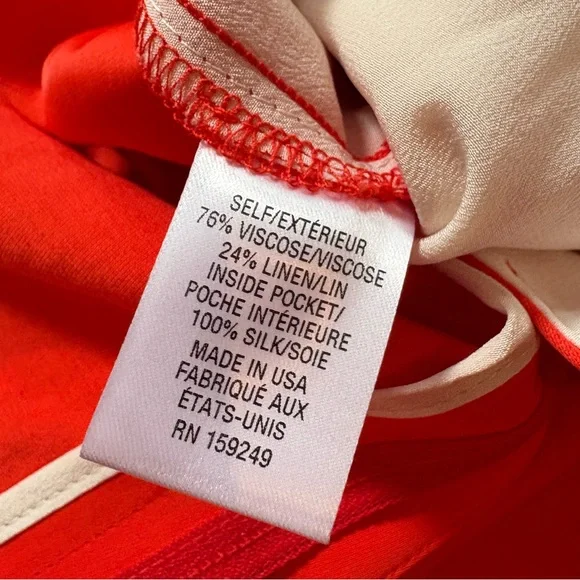 SELF/EXTÉRIEUR
76% VISCOSE/VISCOSE
24% LINEN/LIN
INSIDE POCKET/
POCHE INTÉRIEURE
100% SILK/SOIE
MADE IN USA
FABRIQUÉ AUX
ÉTATS-UNIS
RN 159249